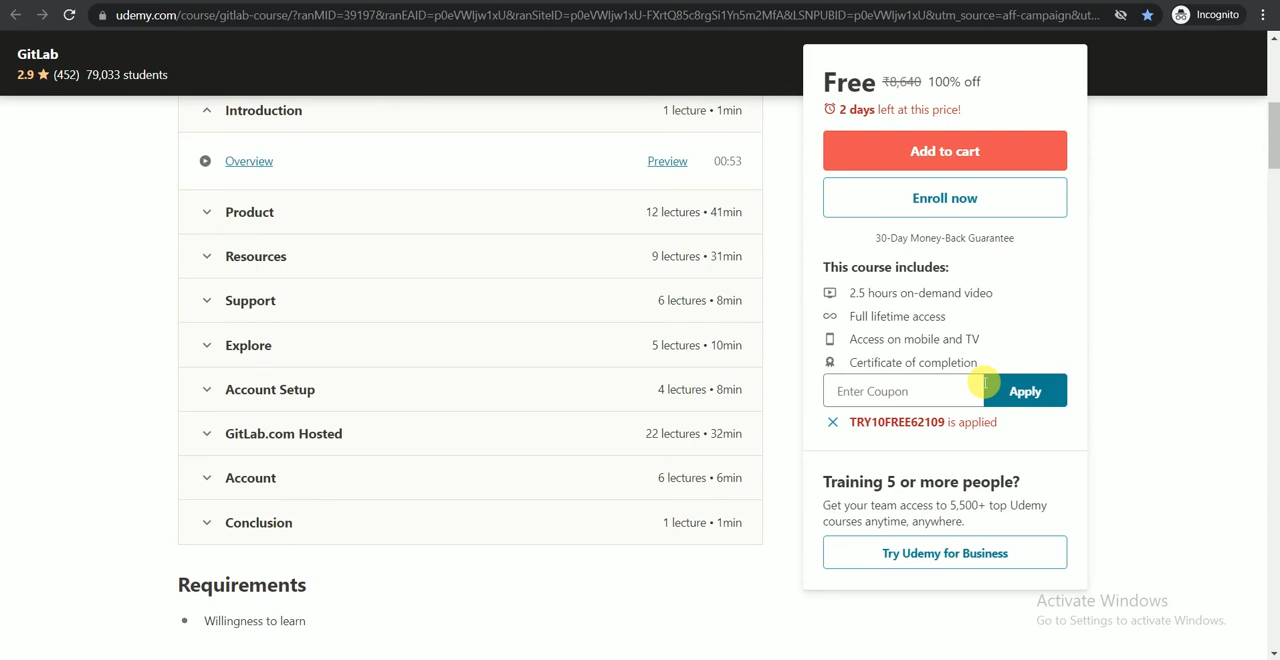 udemy.com/course/gitlab-course/?ranMID=39197&ranEAID=p0eVWIjw1xU&ranSiteID=p0eVWIjw1xU-FXrtQ85c8rgSi1Yn5m2MfA&LSNPUBID=p0eVWIjw1xU&utm_source=aff-campaign&ut...
Incognito
GitLab
2.9 ★ (452) 79,033 students
Introduction 1 lecture • 1min
Overview Preview 00:53
Product 12 lectures • 41min
Resources 9 lectures • 31min
Support 6 lectures • 8min
Explore 5 lectures • 10min
Account Setup 4 lectures • 8min
GitLab.com Hosted 22 lectures • 32min
Account 6 lectures • 6min
Conclusion 1 lecture • 1min
Requirements
• Willingness to learn
Free ₹8,640 100% off
2 days left at this price!
Add to cart
Enroll now
30-Day Money-Back Guarantee
This course includes:
2.5 hours on-demand video
Full lifetime access
Access on mobile and TV
Certificate of completion
Enter Coupon Apply
TRY10FREE62109 is applied
Training 5 or more people?
Get your team access to 5,500+ top Udemy
courses anytime, anywhere.
Try Udemy for Business
Activate Windows
Go to Settings to activate Windows.